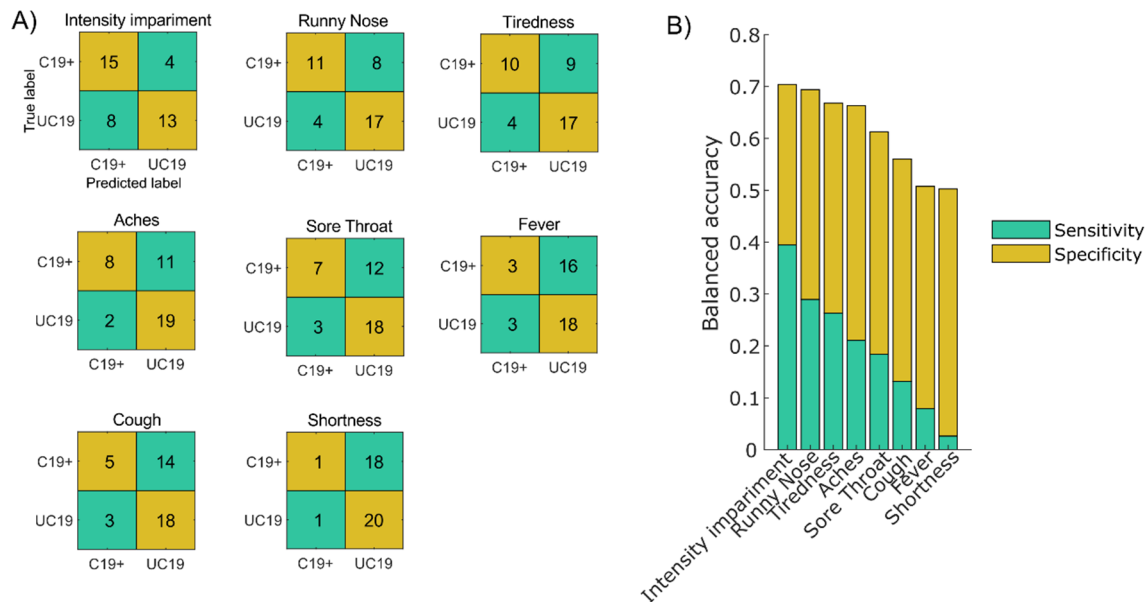 A)
Intensity impariment
C19+ 15 4
UC19 8 13
C19+ UC19
True label
Predicted label
Runny Nose
C19+ 11 8
UC19 4 17
C19+ UC19
Tiredness
C19+ 10 9
UC19 4 17
C19+ UC19
Aches
C19+ 8 11
UC19 2 19
C19+ UC19
Sore Throat
C19+ 7 12
UC19 3 18
C19+ UC19
Fever
C19+ 3 16
UC19 3 18
C19+ UC19
Cough
C19+ 5 14
UC19 3 18
C19+ UC19
Shortness
C19+ 1 18
UC19 1 20
C19+ UC19
B)
Balanced accuracy
0.8
0.7
0.6
0.5
0.4
0.3
0.2
0.1
0
Intensity impariment
Runny Nose
Tiredness
Aches
Sore Throat
Cough
Fever
Shortness
Sensitivity
Specificity